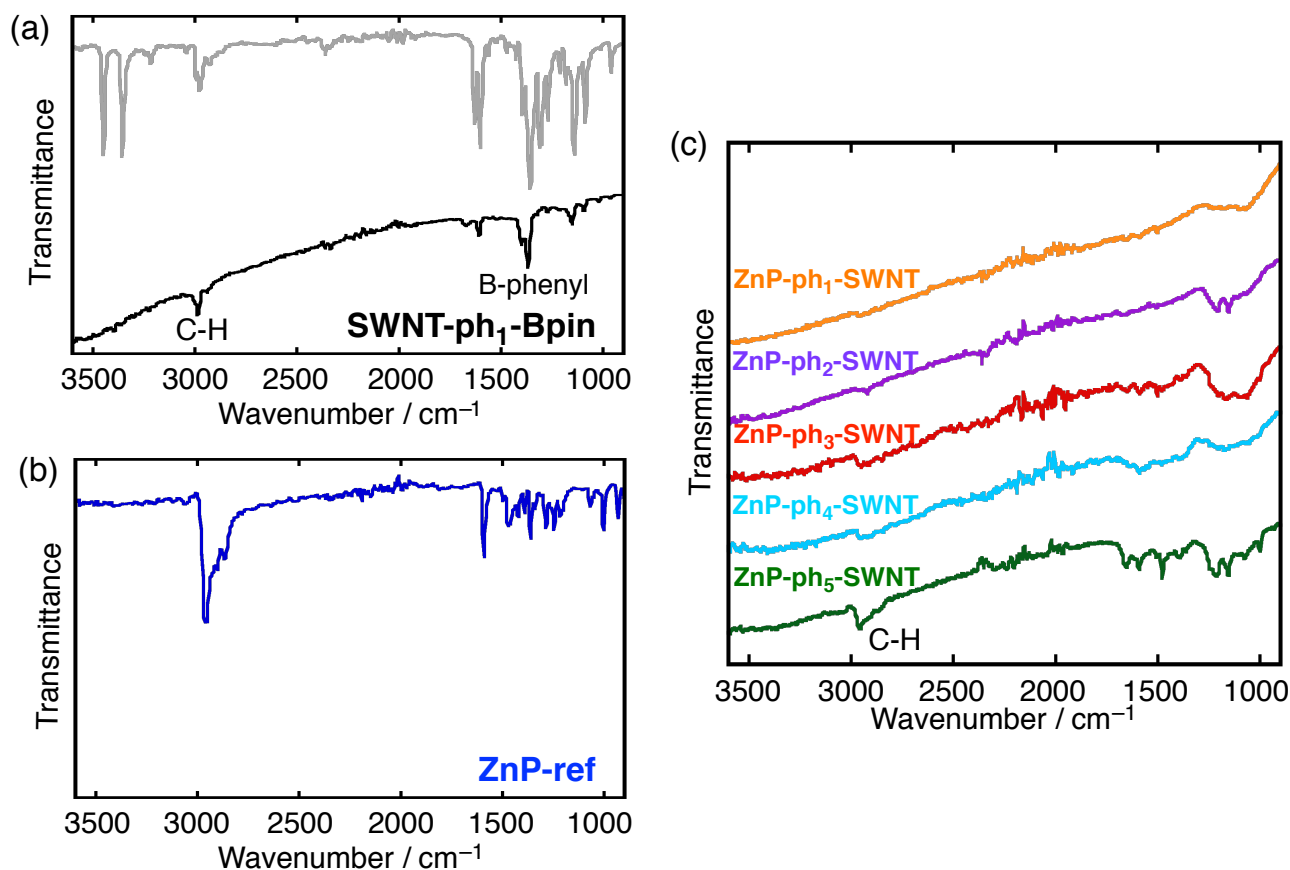 (a)
Transmittance
C-H
B-phenyl
SWNT-ph₁-Bpin
3500 3000 2500 2000 1500 1000
Wavenumber / cm⁻¹
(b)
Transmittance
ZnP-ref
3500 3000 2500 2000 1500 1000
Wavenumber / cm⁻¹
(c)
Transmittance
ZnP-ph₁-SWNT
ZnP-ph₂-SWNT
ZnP-ph₃-SWNT
ZnP-ph₄-SWNT
ZnP-ph₅-SWNT
C-H
3500 3000 2500 2000 1500 1000
Wavenumber / cm⁻¹